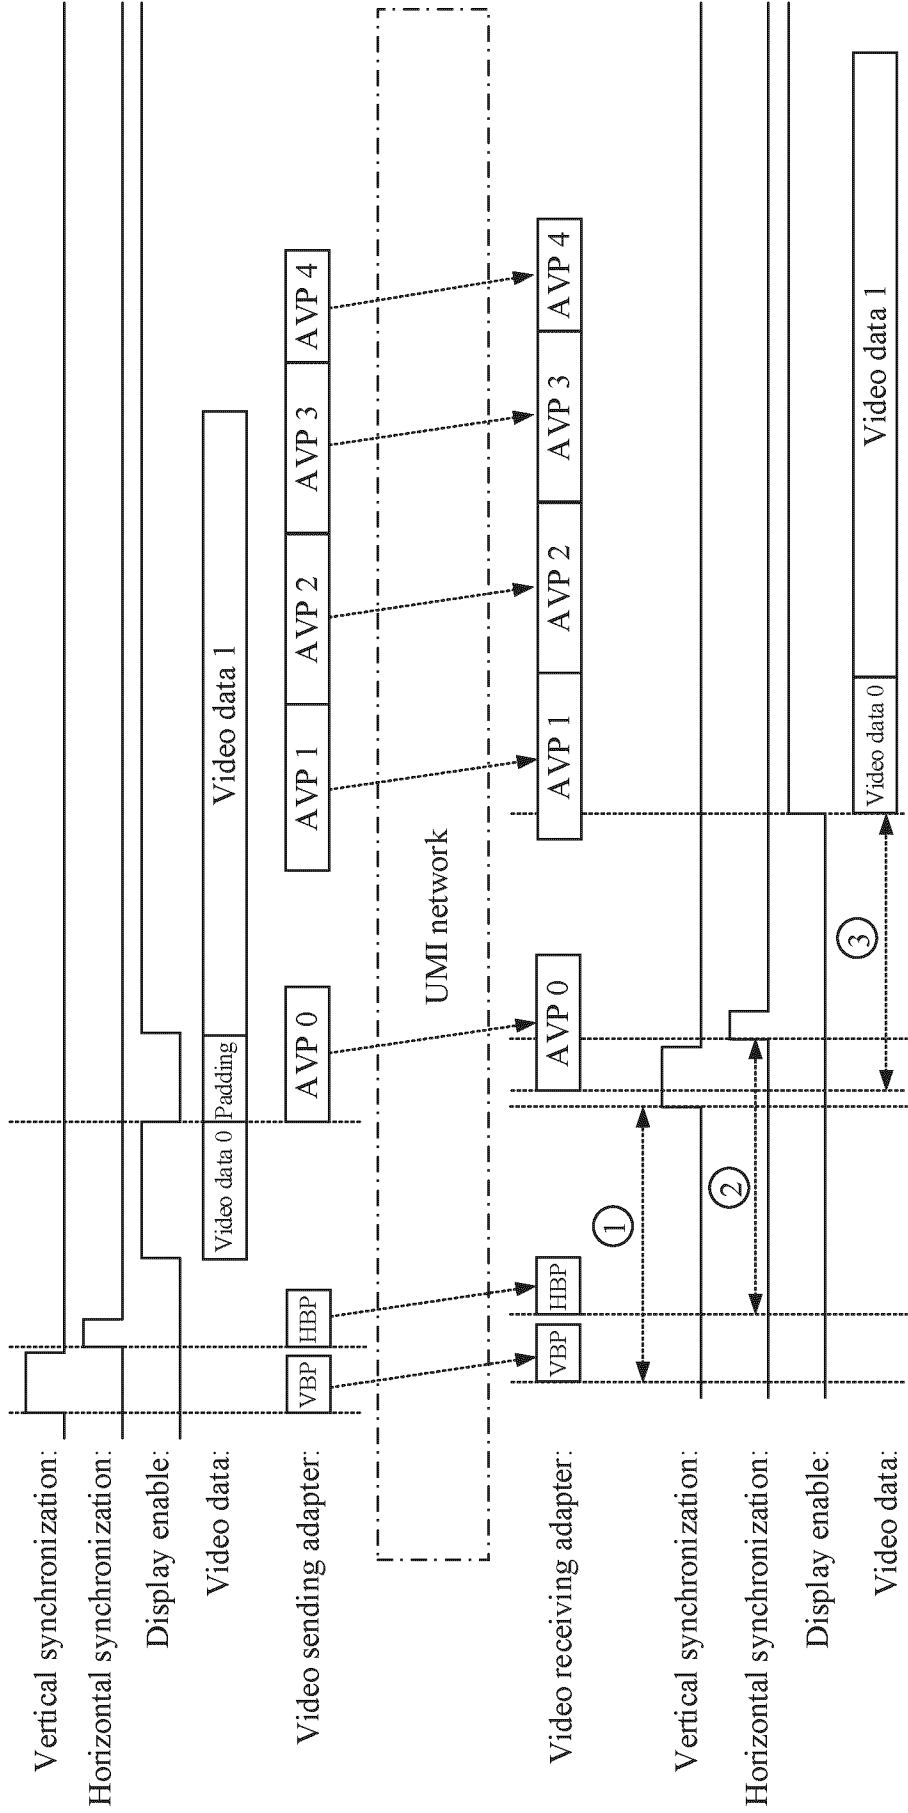 Vertical synchronization:
Horizontal synchronization:
Display enable:
Video data:
Video data 0
Padding
Video data 1
Video sending adapter:
VBP
HBP
AVP 0
AVP 1
AVP 2
AVP 3
AVP 4
UMI network
Video receiving adapter:
VBP
HBP
AVP 0
AVP 1
AVP 2
AVP 3
AVP 4
1
Vertical synchronization:
2
Horizontal synchronization:
Display enable:
3
Video data:
Video data 0
Video data 1